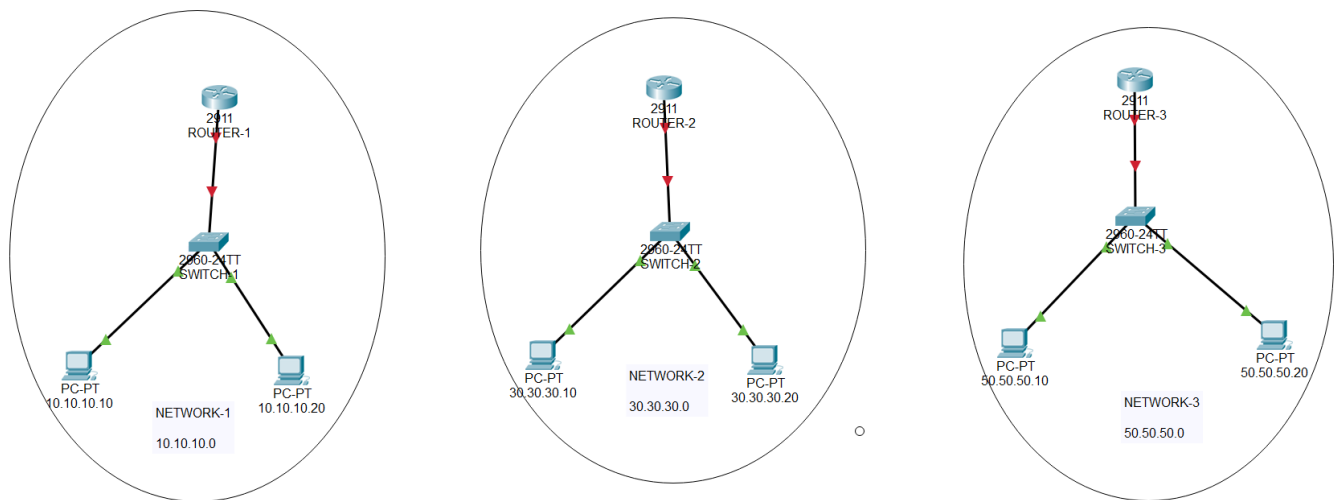 2911
ROUTER-1
2960-24TT
SWITCH-1
PC-PT
10.10.10.10
PC-PT
10.10.10.20
NETWORK-1
10.10.10.0
2911
ROUTER-2
2960-24TT
SWITCH-2
PC-PT
30.30.30.10
PC-PT
30.30.30.20
NETWORK-2
30.30.30.0
2911
ROUTER-3
2960-24TT
SWITCH-3
PC-PT
50.50.50.10
PC-PT
50.50.50.20
NETWORK-3
50.50.50.0